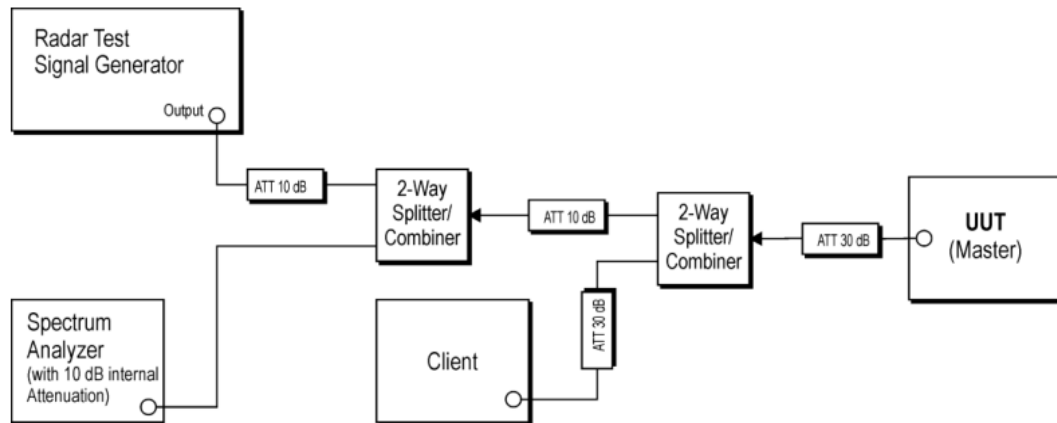 Radar Test
Signal Generator
Output
ATT 10 dB
2-Way
Splitter/
Combiner
ATT 10 dB
2-Way
Splitter/
Combiner
ATT 30 dB
UUT
(Master)
Spectrum
Analyzer
(with 10 dB internal
Attenuation)
Client
ATT 30 dB